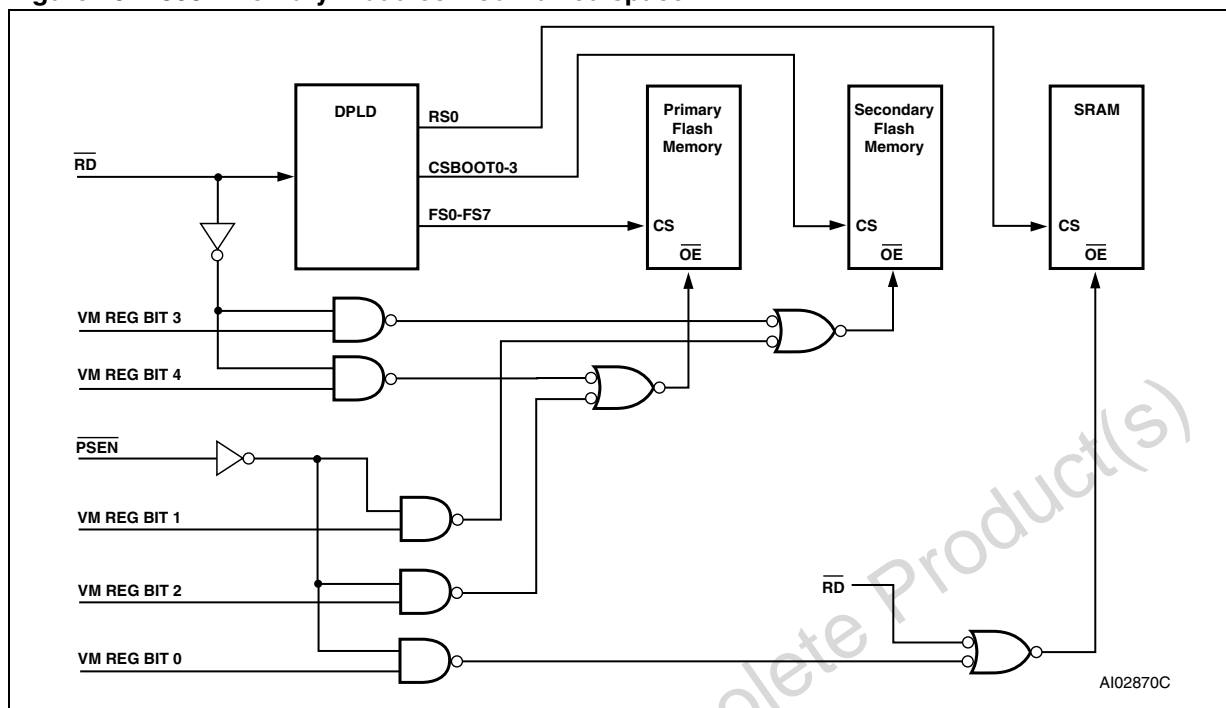 DPLD
RS0
CSBOOT0-3
FS0-FS7
Primary
Flash
Memory
CS
OE
Secondary
Flash
Memory
CS
OE
SRAM
CS
OE
RD
VM REG BIT 3
VM REG BIT 4
PSEN
VM REG BIT 1
VM REG BIT 2
VM REG BIT 0
RD
AI02870C
Product(s)